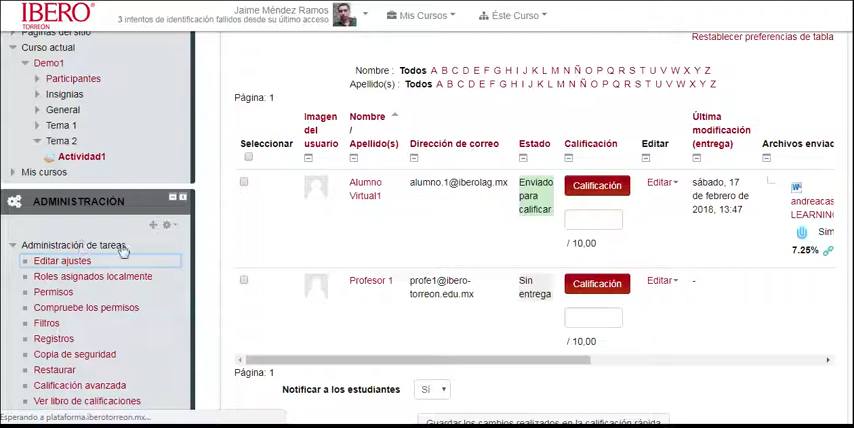 IBERO
TORREÓN
Jaime Méndez Ramos
3 intentos de identificación fallidos desde su último acceso
Mis Cursos
Éste Curso
Páginas del sitio
Curso actual
Demo1
Participantes
Insignias
General
Tema 1
Tema 2
Actividad1
Mis cursos
ADMINISTRACIÓN
Administración de tareas
Editar ajustes
Roles asignados localmente
Permisos
Compruebe los permisos
Filtros
Registros
Copia de seguridad
Restaurar
Calificación avanzada
Ver libro de calificaciones
Esperando a plataforma.iberotorreon.mx...
Restablecer preferencias de tabla
Nombre : Todos A B C D E F G H I J K L M N Ñ O P Q R S T U V W X Y Z
Apellido(s) : Todos A B C D E F G H I J K L M N Ñ O P Q R S T U V W X Y Z
Página: 1
Seleccionar
Imagen
del
usuario
Nombre
/
Apellido(s)
Dirección de correo
Estado
Calificación
Editar
Última
modificación
(entrega)
Archivos enviac
Alumno
Virtual1
alumno.1@iberolag.mx
Enviado
para
calificar
Calificación
/ 10,00
Editar
sábado, 17
de febrero de
2018, 13:47
andreacas
LEARNING
Sim
7.25%
Profesor 1
profe1@ibero-
torreon.edu.mx
Sin
entrega
Calificación
/ 10,00
Editar
-
Página: 1
Notificar a los estudiantes
Sí
Guardar los cambios realizados en la calificación rápida